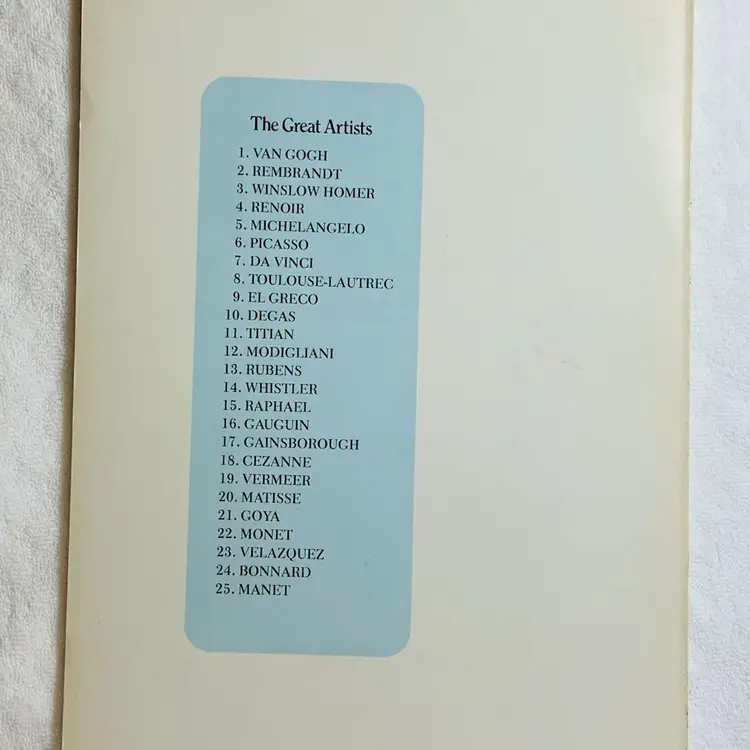 The Great Artists
1. VAN GOGH
2. REMBRANDT
3. WINSLOW HOMER
4. RENOIR
5. MICHELANGELO
6. PICASSO
7. DA VINCI
8. TOULOUSE-LAUTREC
9. EL GRECO
10. DEGAS
11. TITIAN
12. MODIGLIANI
13. RUBENS
14. WHISTLER
15. RAPHAEL
16. GAUGUIN
17. GAINSBOROUGH
18. CEZANNE
19. VERMEER
20. MATISSE
21. GOYA
22. MONET
23. VELAZQUEZ
24. BONNARD
25. MANET